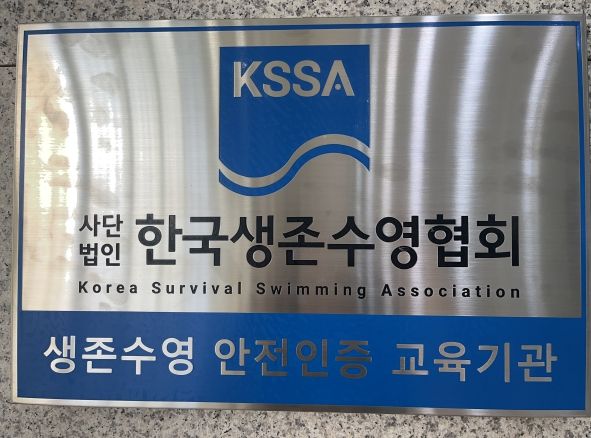 KSSA
사단
법인 한국생존수영협회
Korea Survival Swimming Association
생존수영 안전인증 교육기관